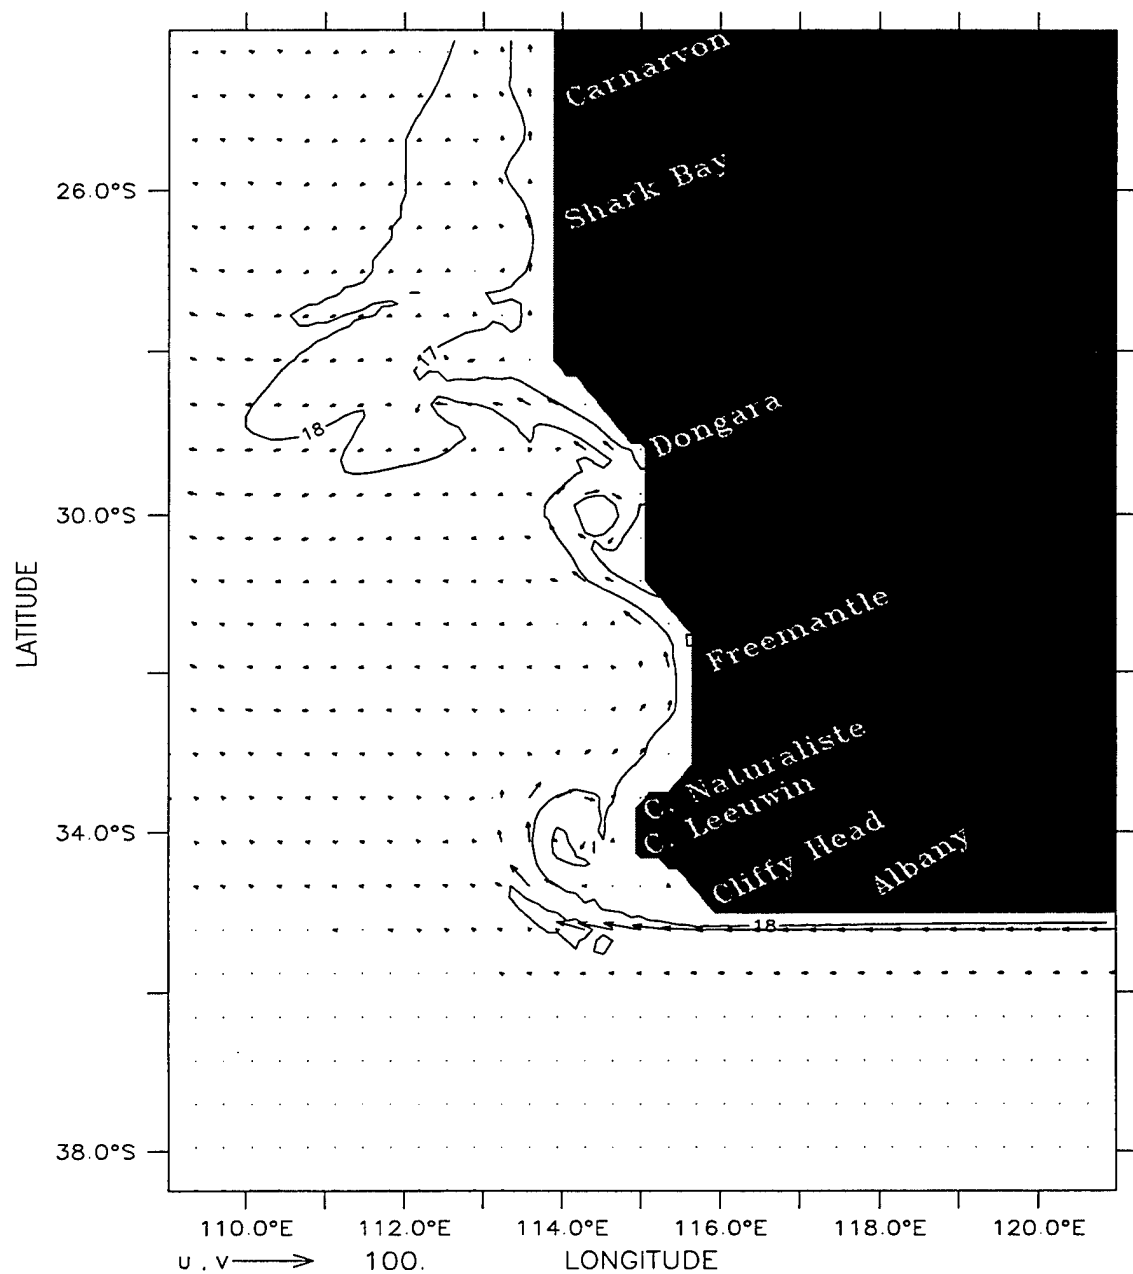 Carnarvon
Shark Bay
26.0°S
17
18
Dongara
30.0°S
LATITUDE
Freemantle
C. Naturaliste
C. Leeuwin
34.0°S
Cliffy Head
Albany
18
38.0°S
110.0°E 112.0°E 114.0°E 116.0°E 118.0°E 120.0°E
U , V 100. LONGITUDE